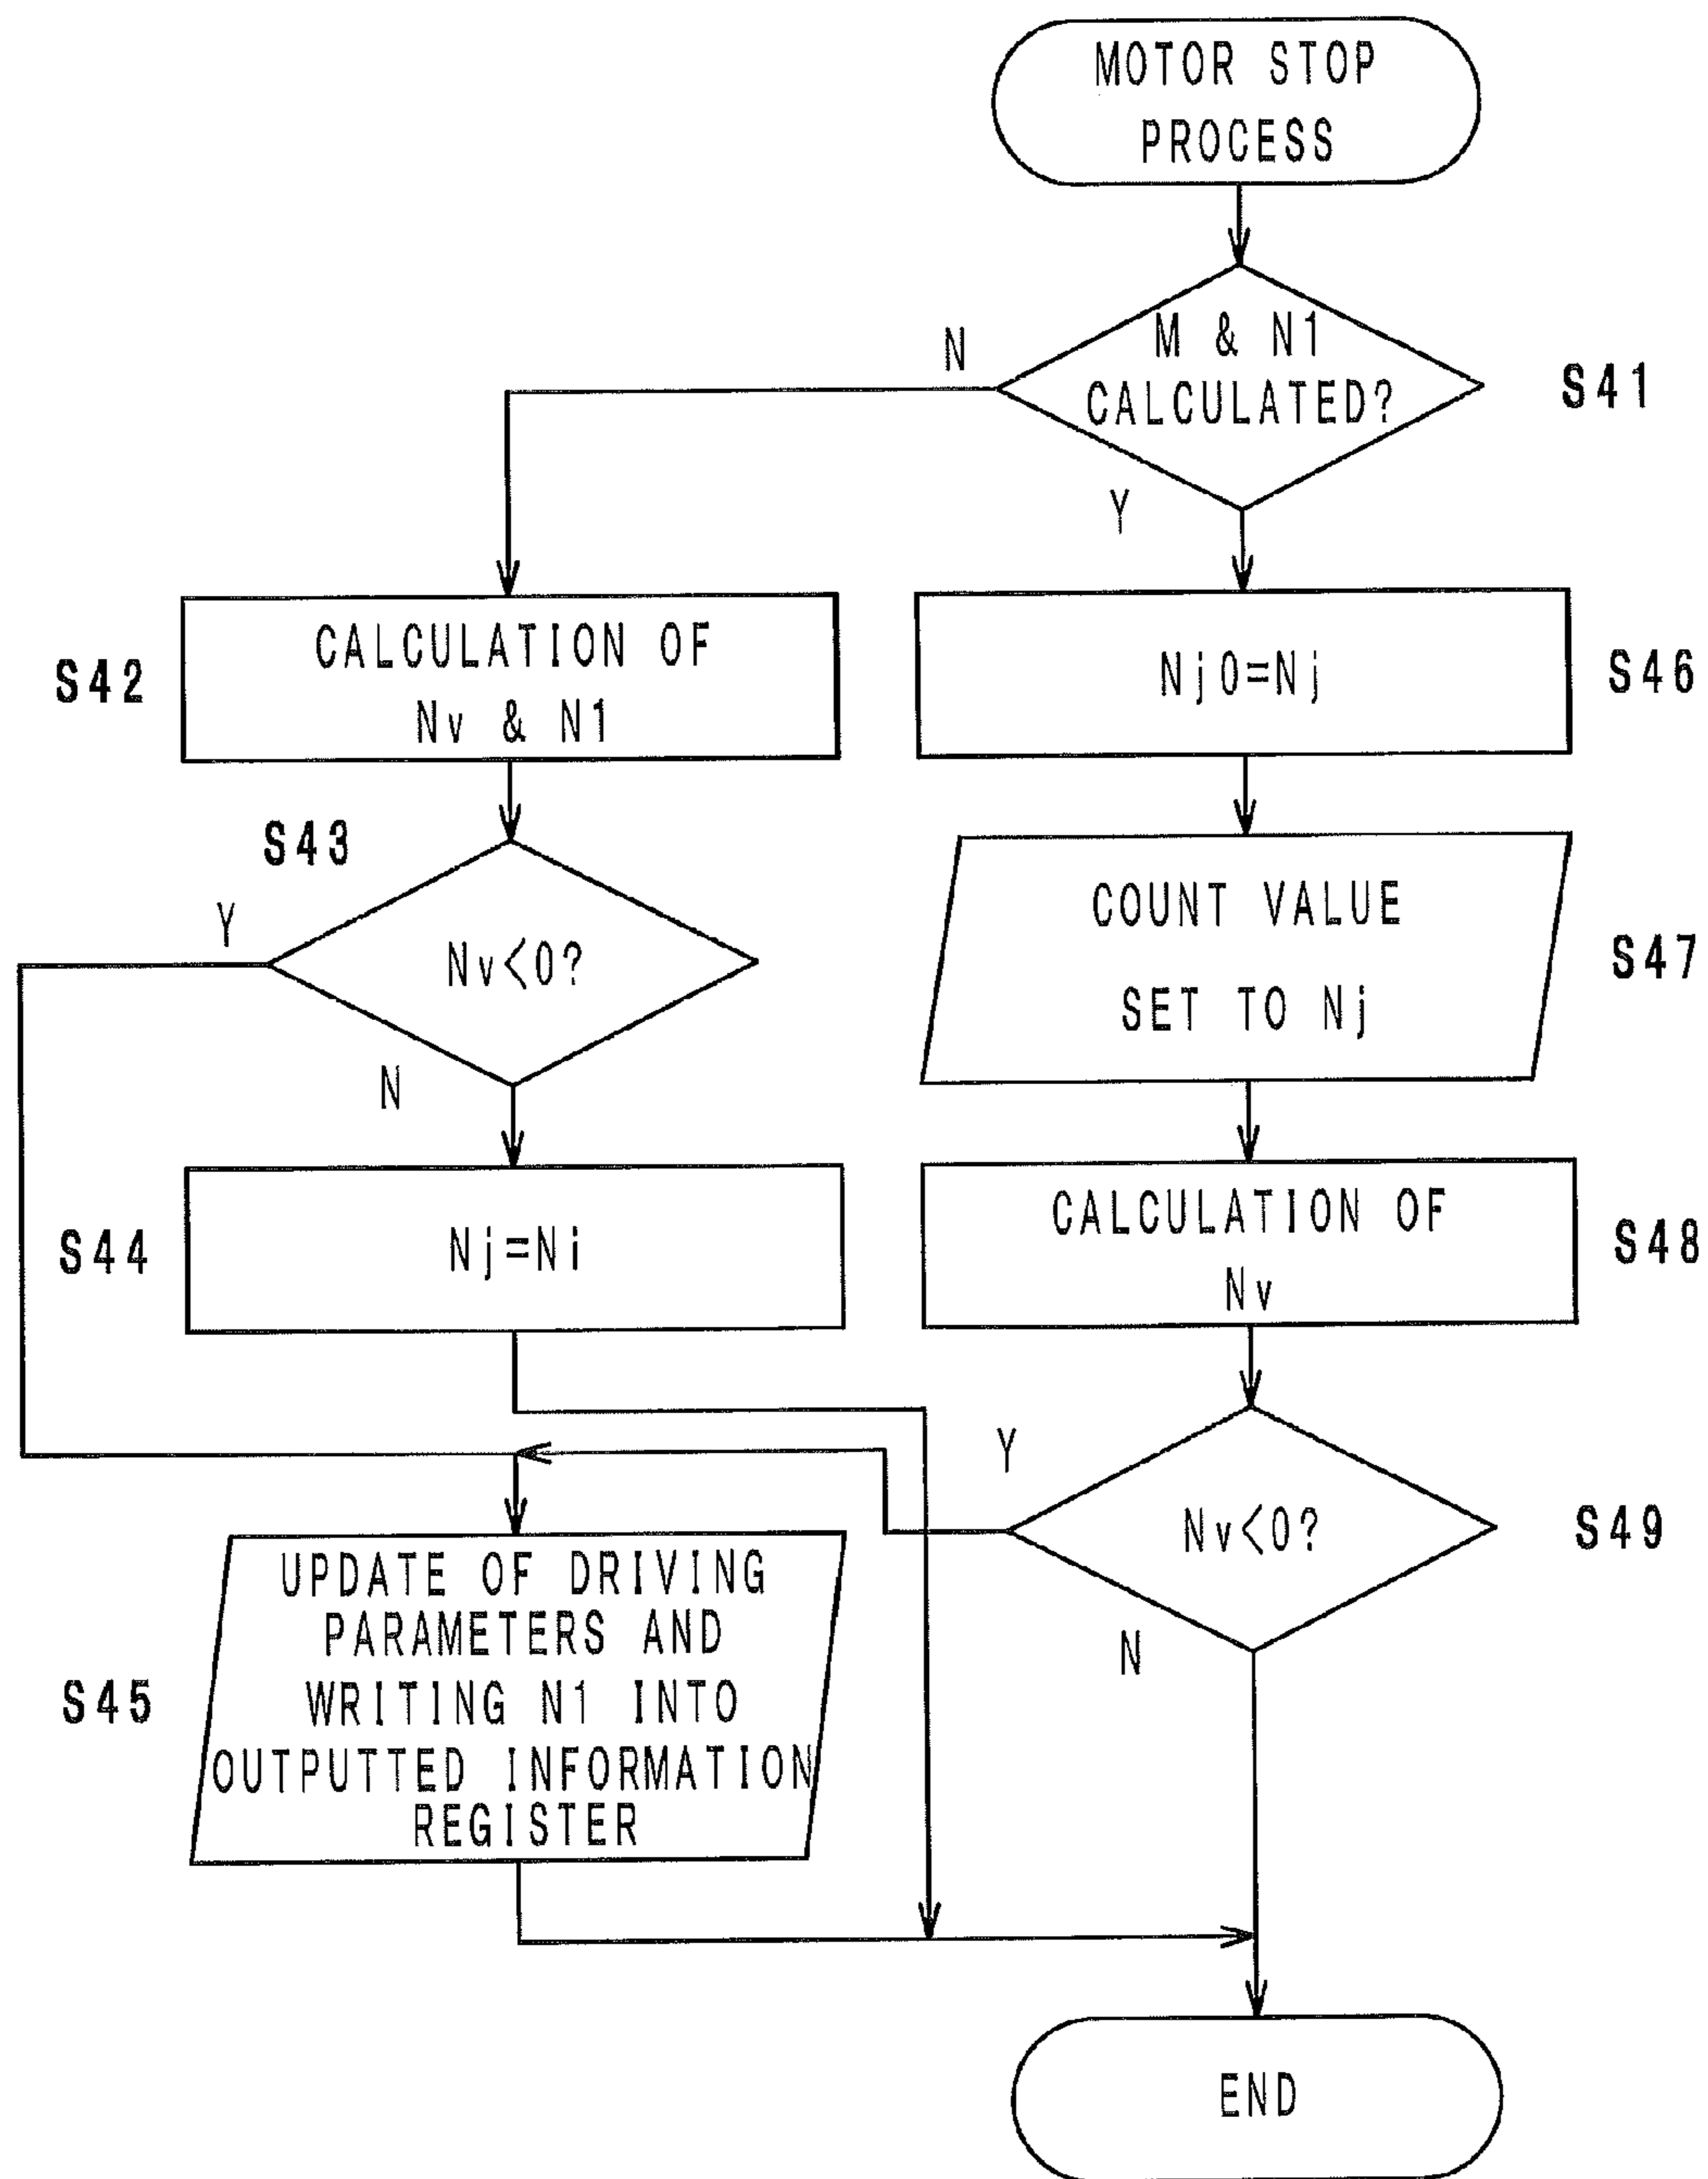 MOTOR STOP
PROCESS
M & N1
CALCULATED?
S41
N
Y
CALCULATION OF
Nv & N1
S42
Nj0=Nj
S46
S43
Nv<0?
Y
N
COUNT VALUE
SET TO Nj
S47
Nj=Ni
S44
CALCULATION OF
Nv
S48
Nv<0?
Y
N
S49
UPDATE OF DRIVING
PARAMETERS AND
WRITING N1 INTO
OUTPUTTED INFORMATION
REGISTER
S45
END